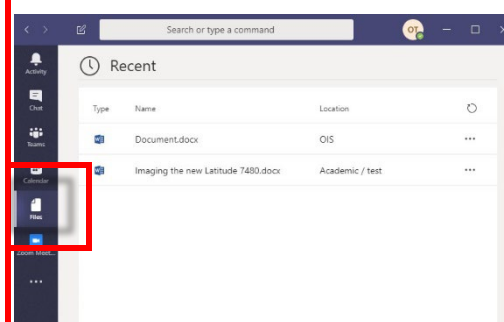 Search or type a command
OT
Activity
Recent
Chat
Type Name Location
Teams
Document.docx OIS
Calendar
Imaging the new Latitude 7480.docx Academic / test
Files
Zoom Meet...